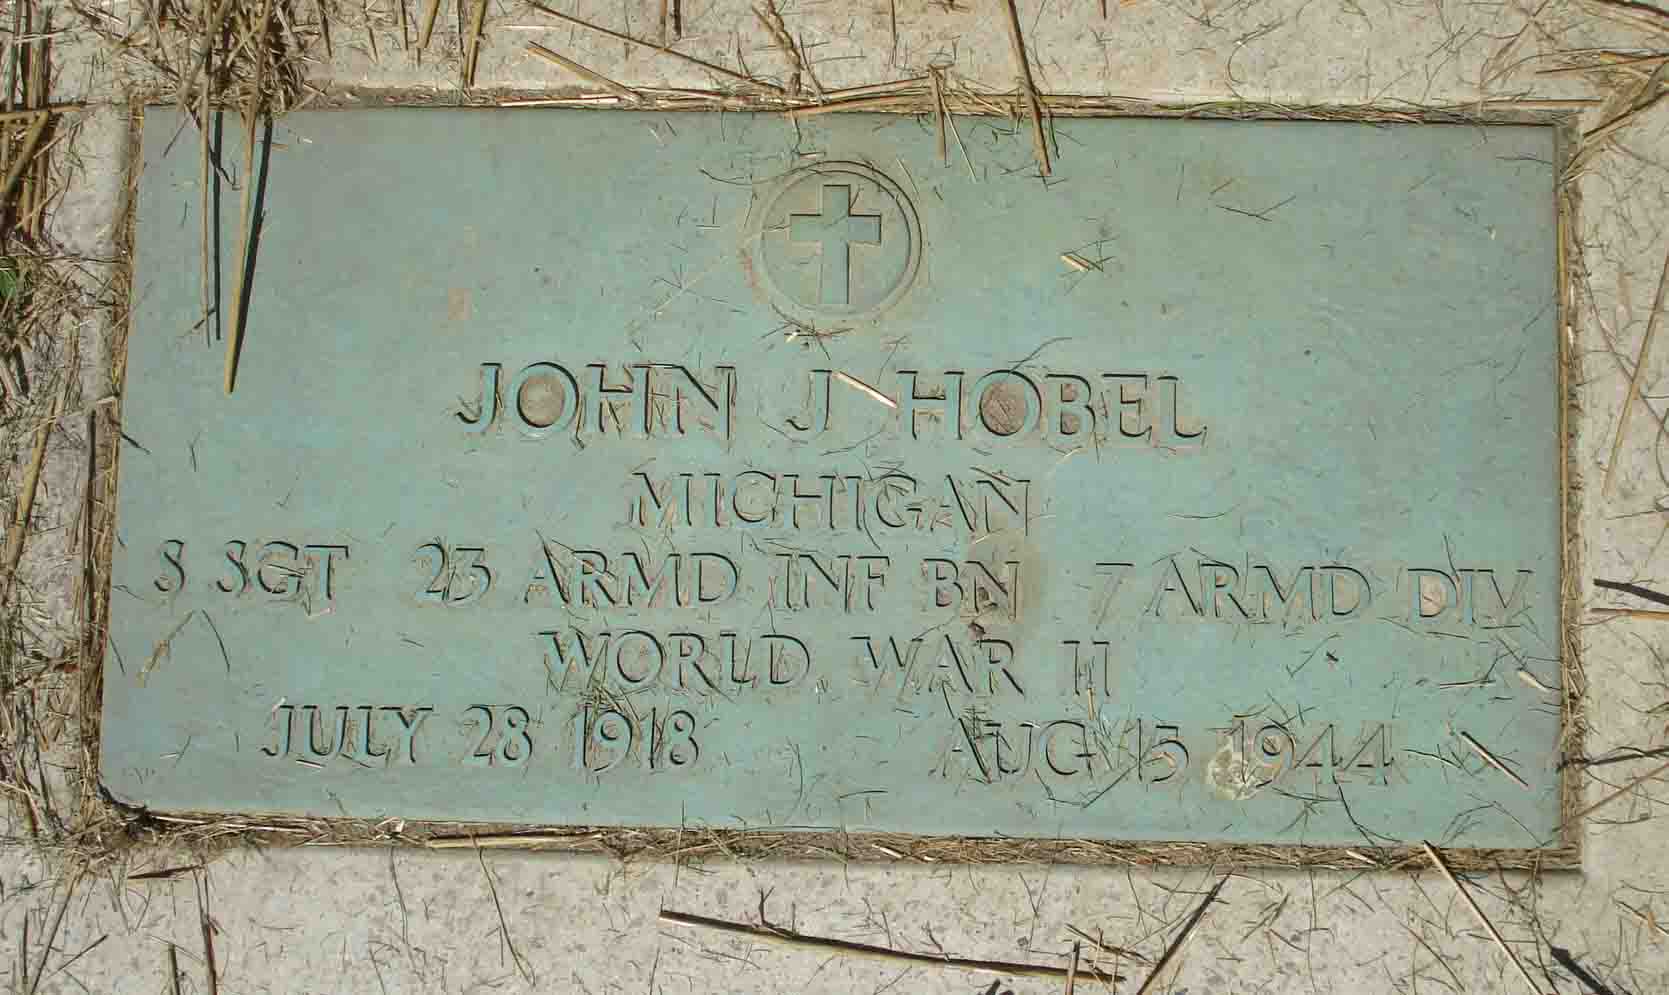 JOHN J HOBEL
MICHIGAN
S SGT 23 ARMD INF BN 7 ARMD DIV
WORLD WAR II
JULY 28 1918 AUG 15 1944